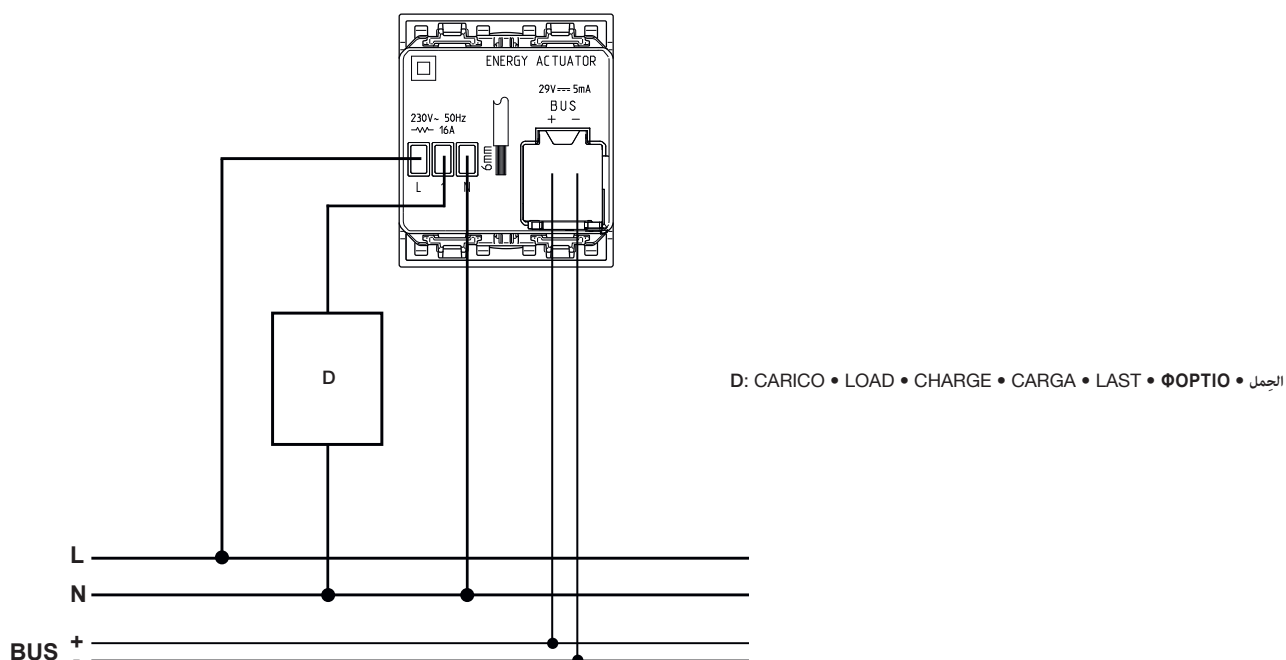 ENERGY ACTUATOR
29V⎓ 5mA
BUS
+ −
230V~ 50Hz
16A
6mm
L N
D
D: CARICO • LOAD • CHARGE • CARGA • LAST • ΦΟΡΤΙΟ • الحِمل
L
N
BUS +
-